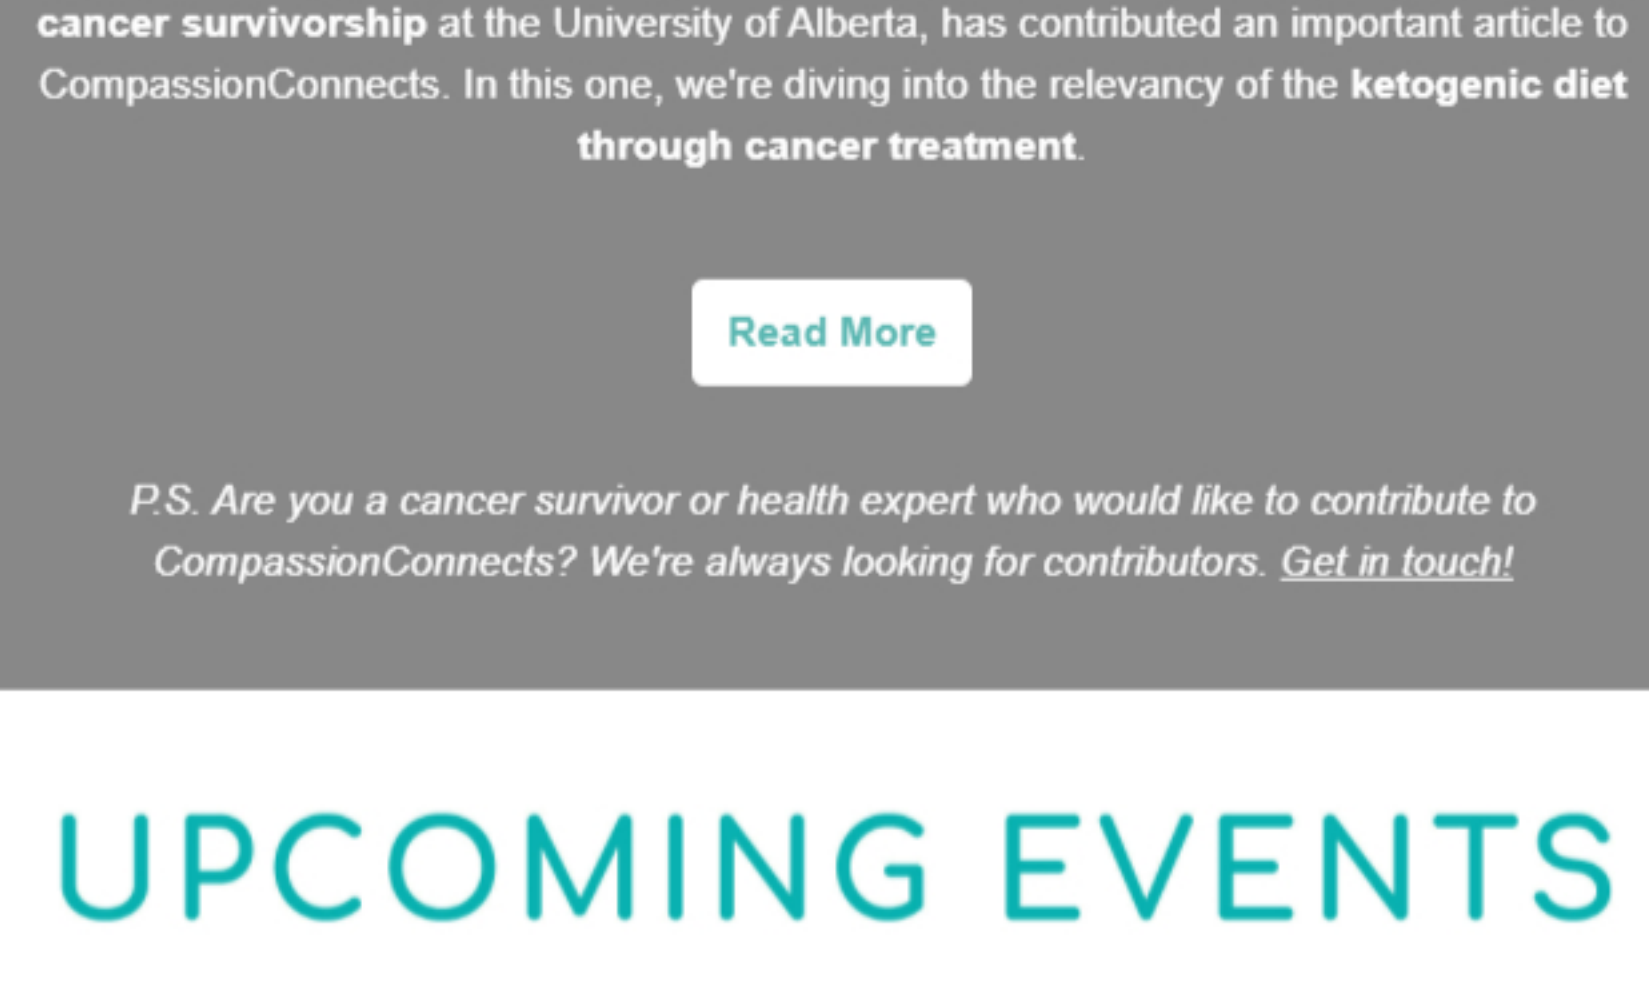 cancer survivorship at the University of Alberta, has contributed an important article to
CompassionConnects. In this one, we're diving into the relevancy of the ketogenic diet
through cancer treatment.
Read More
P.S. Are you a cancer survivor or health expert who would like to contribute to
CompassionConnects? We're always looking for contributors. Get in touch!
UPCOMING EVENTS